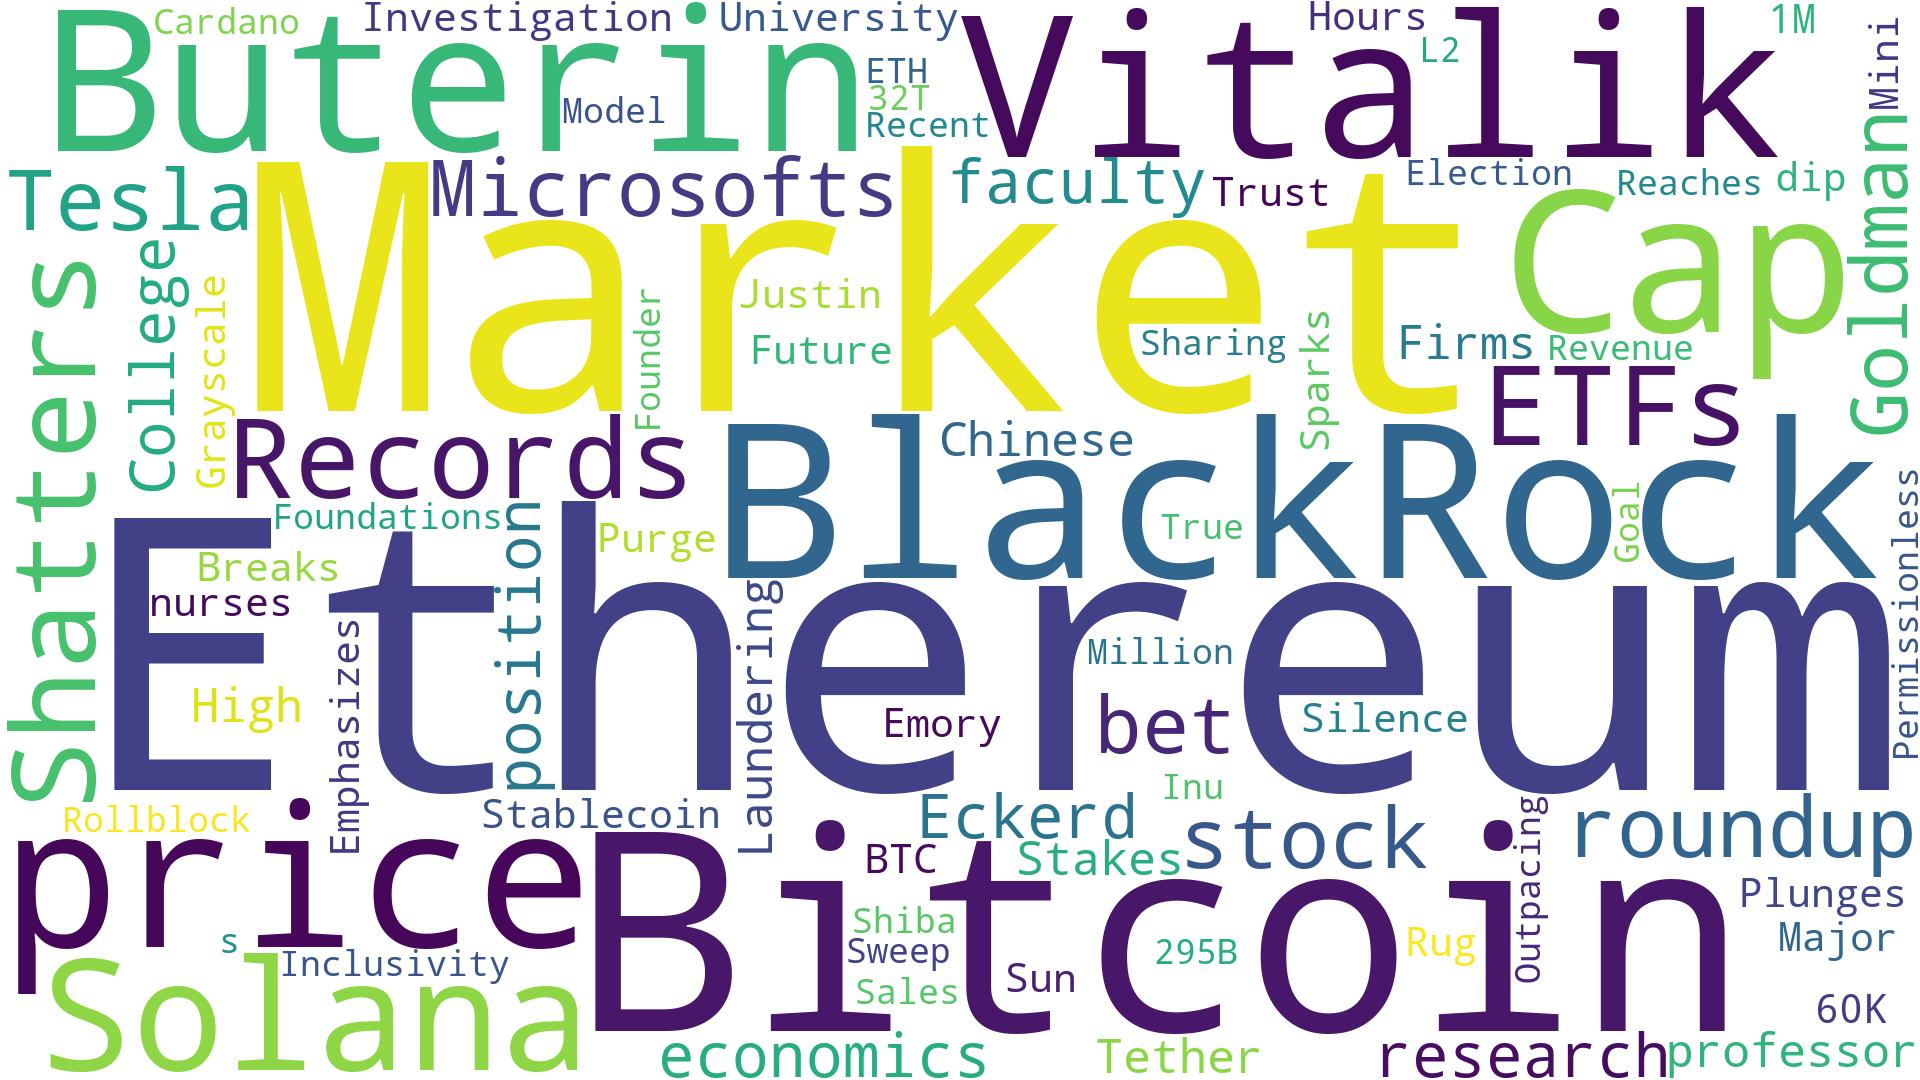 Cardano
Investigation
University
Hours
1M
Buterin
Vitalik
L2
Mini
ETH
32T
Model
Recent
Tesla
Microsofts
faculty
Trust
Election
Reaches
dip
Goldman
Market
Cap
College
Grayscale
Shatters
Founder
Justin
Future
Sharing
Sparks
Firms
Revenue
ETFs
Records
BlackRock
Chinese
Foundations
position
Purge
True
Goal
Permissionless
Breaks
nurses
Ethereum
Emphasizes
Laundering
Million
High
Emory
bet
Silence
Inu
Rollblock
Stablecoin
Eckerd
stock
Outpacing
roundup
price
Bitcoin
BTC
Stakes
Plunges
Shiba
s
Sweep
295B
Rug
Major
Inclusivity
Solana
Sales
Sun
60K
economics
Tether
research
professor